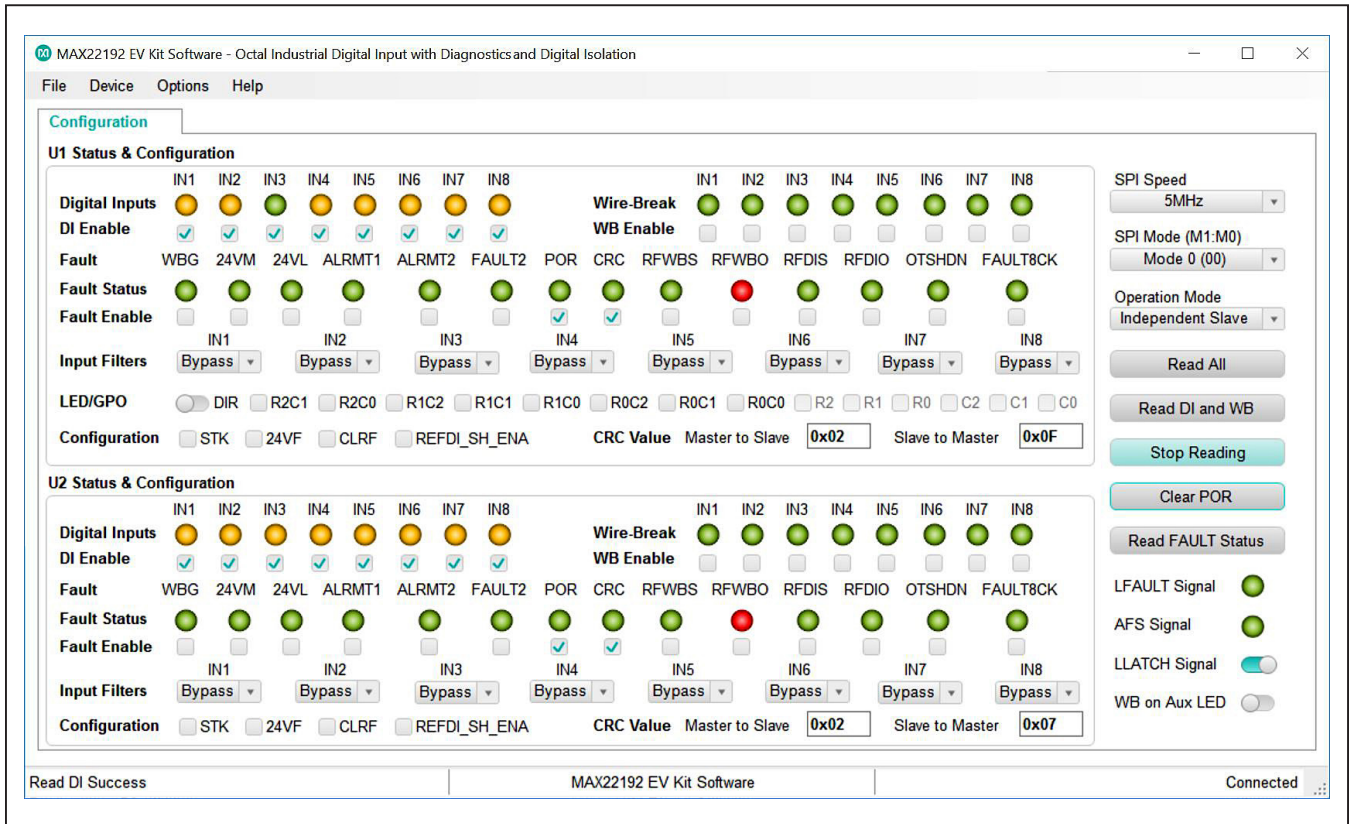 MAX22192 EV Kit Software - Octal Industrial Digital Input with Diagnostics and Digital Isolation
File Device Options Help
Configuration
U1 Status & Configuration
IN1 IN2 IN3 IN4 IN5 IN6 IN7 IN8 IN1 IN2 IN3 IN4 IN5 IN6 IN7 IN8
Digital Inputs Wire-Break
DI Enable WB Enable
Fault WBG 24VM 24VL ALRMT1 ALRMT2 FAULT2 POR CRC RFWBS RFWBO RFDIS RFDIO OTSHDN FAULT8CK
Fault Status
Fault Enable
IN1 IN2 IN3 IN4 IN5 IN6 IN7 IN8
Input Filters Bypass Bypass Bypass Bypass Bypass Bypass Bypass Bypass
LED/GPO DIR R2C1 R2C0 R1C2 R1C1 R1C0 R0C2 R0C1 R0C0 R2 R1 R0 C2 C1 C0
Configuration STK 24VF CLRF REFDI_SH_ENA CRC Value Master to Slave 0x02 Slave to Master 0x0F
U2 Status & Configuration
IN1 IN2 IN3 IN4 IN5 IN6 IN7 IN8 IN1 IN2 IN3 IN4 IN5 IN6 IN7 IN8
Digital Inputs Wire-Break
DI Enable WB Enable
Fault WBG 24VM 24VL ALRMT1 ALRMT2 FAULT2 POR CRC RFWBS RFWBO RFDIS RFDIO OTSHDN FAULT8CK
Fault Status
Fault Enable
IN1 IN2 IN3 IN4 IN5 IN6 IN7 IN8
Input Filters Bypass Bypass Bypass Bypass Bypass Bypass Bypass Bypass
Configuration STK 24VF CLRF REFDI_SH_ENA CRC Value Master to Slave 0x02 Slave to Master 0x07
SPI Speed
5MHz
SPI Mode (M1:M0)
Mode 0 (00)
Operation Mode
Independent Slave
Read All
Read DI and WB
Stop Reading
Clear POR
Read FAULT Status
LFAULT Signal
AFS Signal
LLATCH Signal
WB on Aux LED
Read DI Success MAX22192 EV Kit Software Connected